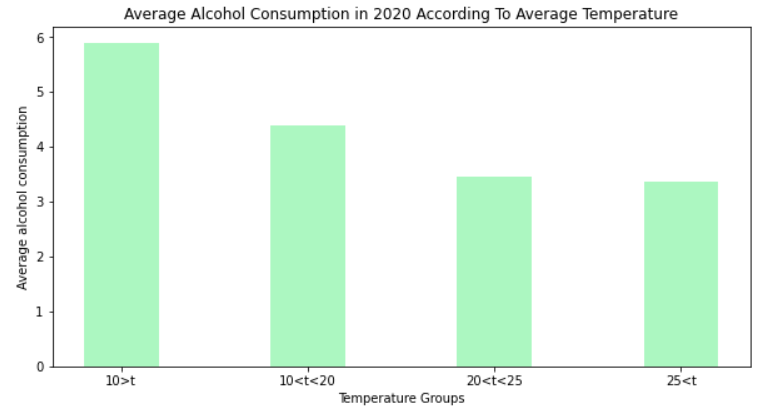 Average Alcohol Consumption in 2020 According To Average Temperature
6
5
4
3
2
1
0
Average alcohol consumption
10>t 10<t<20 20<t<25 25<t
Temperature Groups